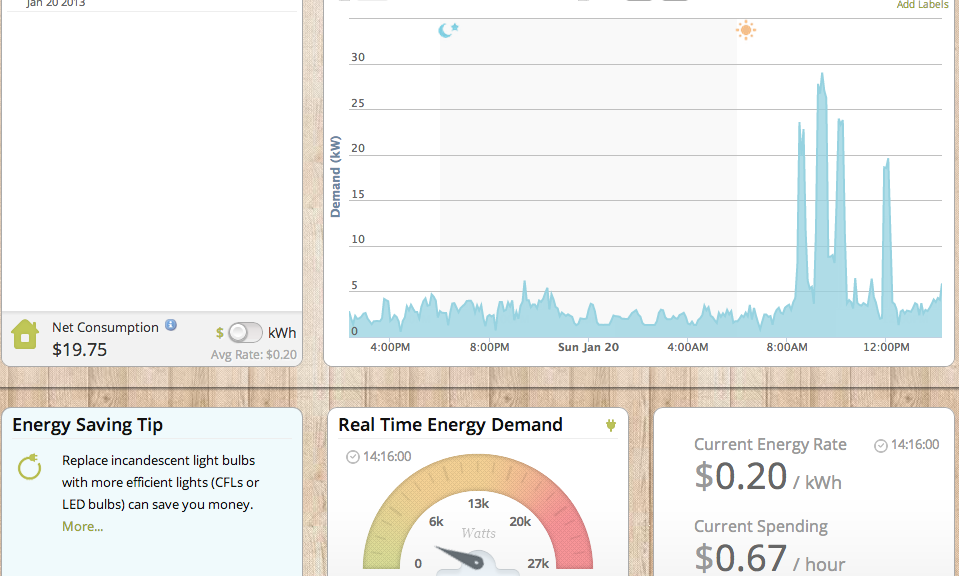 Jan 20 2013
Add Labels
Demand (kW)
30
25
20
15
10
5
0
4:00PM
8:00PM
Sun Jan 20
4:00AM
8:00AM
12:00PM
Net Consumption
$19.75
$ kWh
Avg Rate: $0.20
Energy Saving Tip
Replace incandescent light bulbs
with more efficient lights (CFLs or
LED bulbs) can save you money.
More...
Real Time Energy Demand
14:16:00
0
6k
13k
20k
27k
Watts
Current Energy Rate
14:16:00
$0.20 / kWh
Current Spending
$0.67 / hour